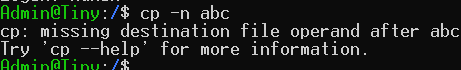 Admin@Tiny:/$ cp -n abc
cp: missing destination file operand after abc
Try 'cp --help' for more information.
Admin@Tiny:/$